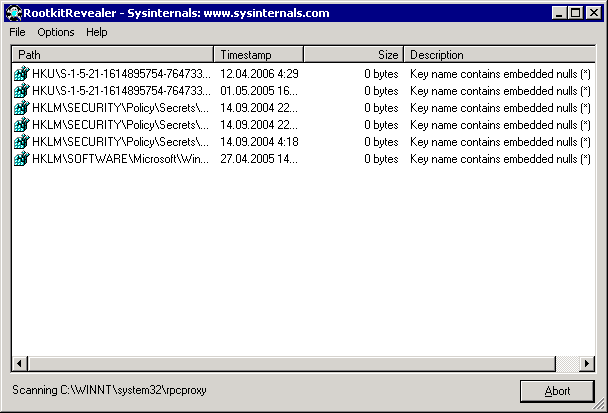 RootkitRevealer - Sysinternals: www.sysinternals.com
File Options Help
Path Timestamp Size Description
HKU\S-1-5-21-1614895754-764733... 12.04.2006 4:29 0 bytes Key name contains embedded nulls (*)
HKU\S-1-5-21-1614895754-764733... 01.05.2005 16... 0 bytes Key name contains embedded nulls (*)
HKLM\SECURITY\Policy\Secrets\... 14.09.2004 22... 0 bytes Key name contains embedded nulls (*)
HKLM\SECURITY\Policy\Secrets\... 14.09.2004 22... 0 bytes Key name contains embedded nulls (*)
HKLM\SECURITY\Policy\Secrets\... 14.09.2004 4:18 0 bytes Key name contains embedded nulls (*)
HKLM\SOFTWARE\Microsoft\Win... 27.04.2005 14... 0 bytes Key name contains embedded nulls (*)
Scanning C:\WINNT\system32\rpcproxy
Abort